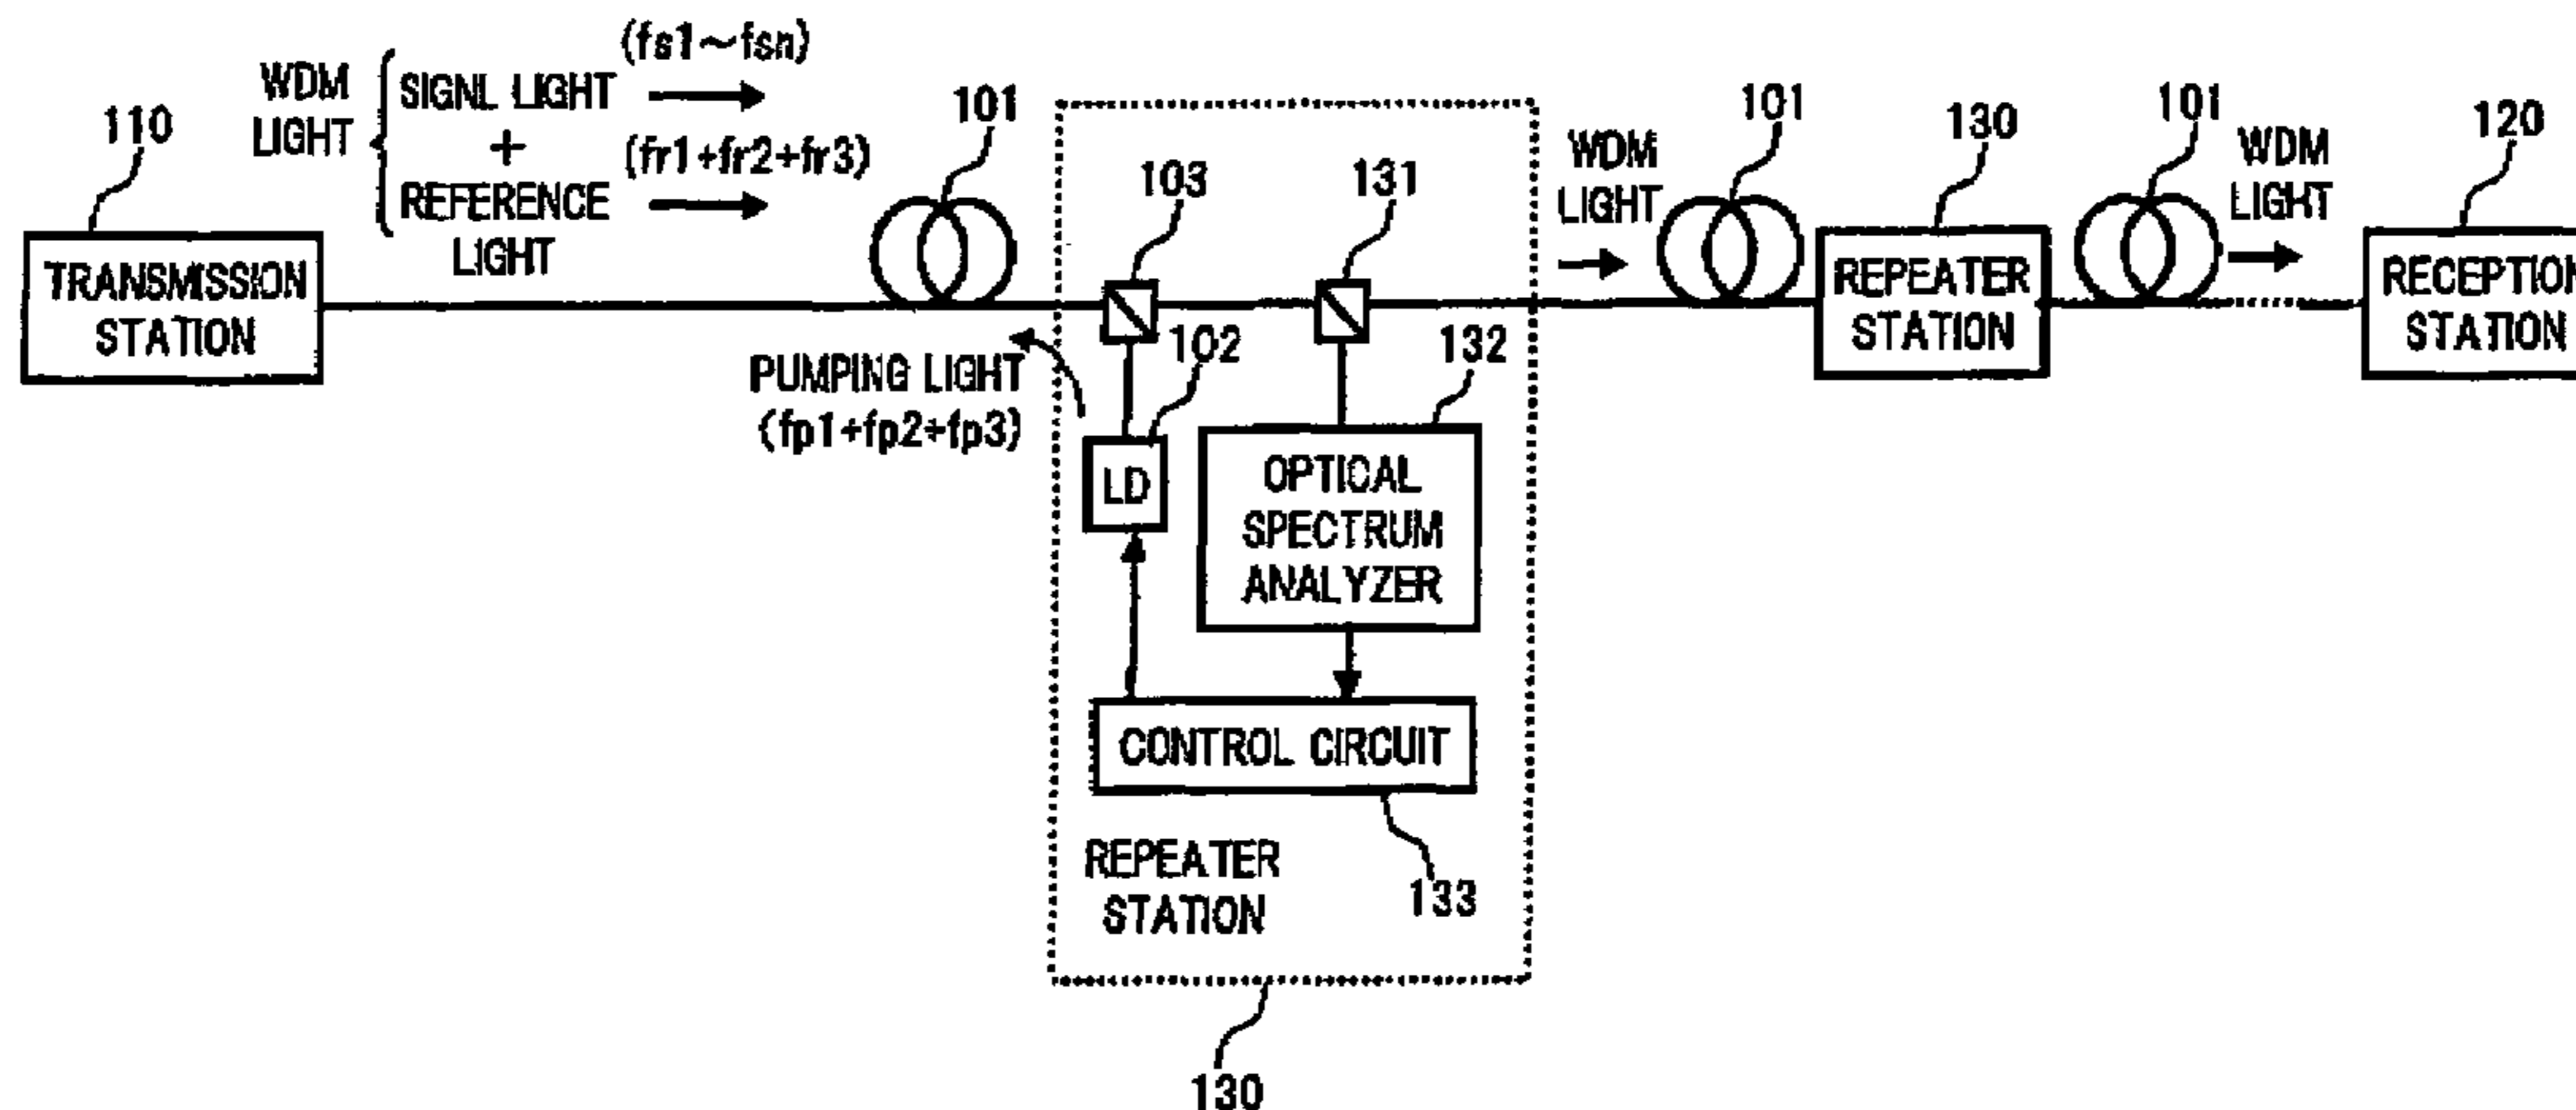 110
WDM
LIGHT
SIGNL LIGHT
(fs1~fsn)
+
(fr1+fr2+fr3)
REFERENCE
LIGHT
TRANSMISSION
STATION
101
PUMPING LIGHT
(fp1+fp2+fp3)
103
131
102
132
LD
OPTICAL
SPECTRUM
ANALYZER
CONTROL CIRCUIT
133
REPEATER
STATION
130
WDM
LIGHT
101
130
REPEATER
STATION
101
WDM
LIGHT
120
RECEPTION
STATION